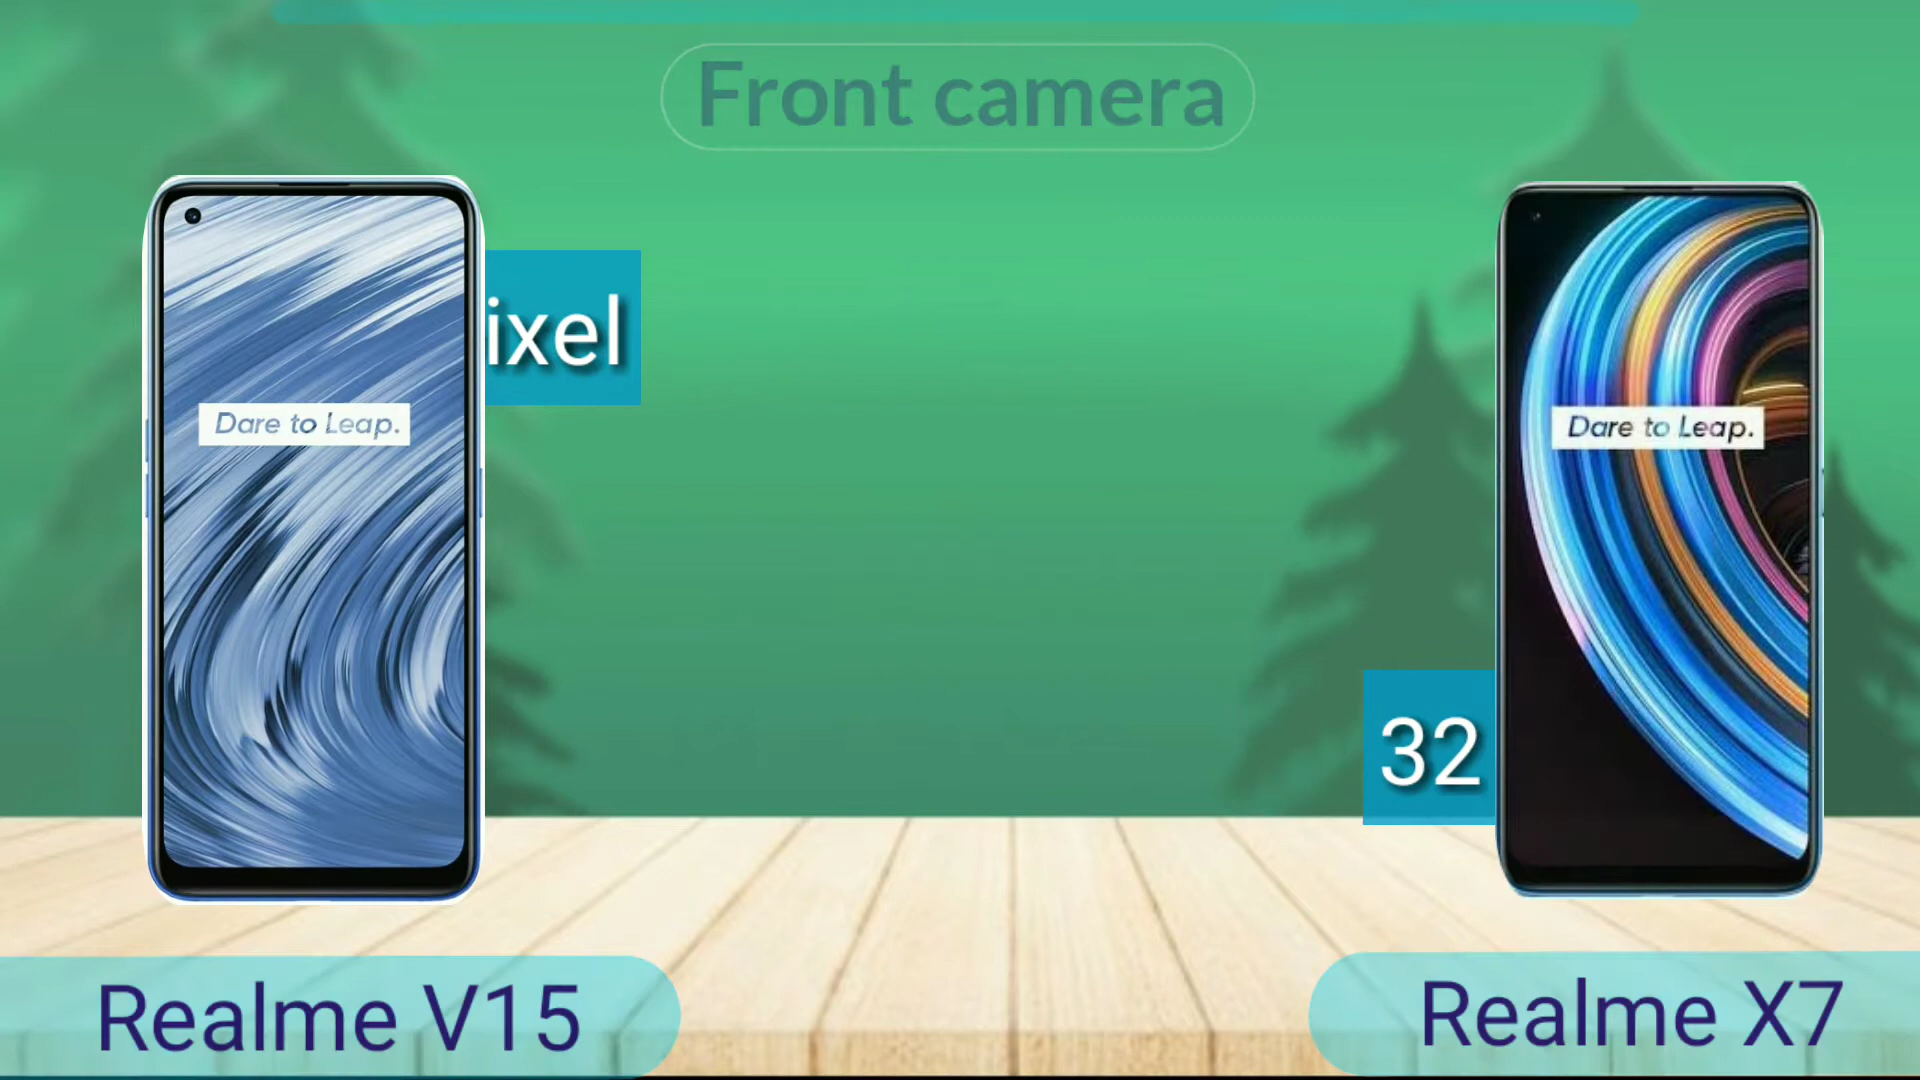 Front camera
ixel
Dare to Leap.
Dare to Leap.
32
Realme V15
Realme X7